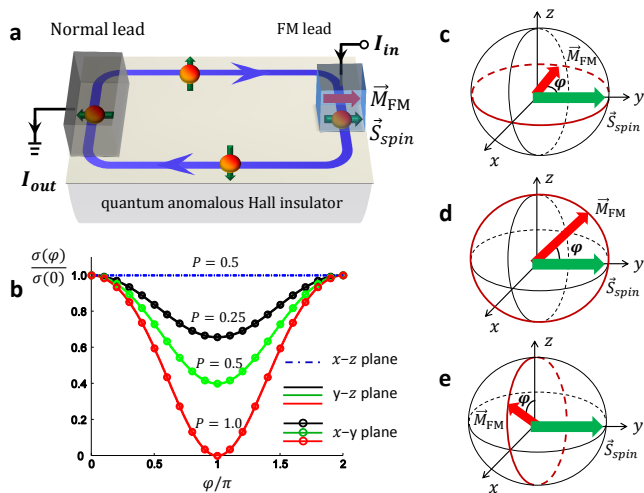 a
Normal lead
FM lead
I_in
M⃗_FM
S⃗_spin
I_out
quantum anomalous Hall insulator
b
σ(φ)
σ(0)
1.0
0.8
0.6
0.4
0.2
0
0
0.5
1.0
1.5
2
φ/π
P = 0.5
P = 0.25
P = 0.5
P = 1.0
x−z plane
y−z plane
x−y plane
c
z
M⃗_FM
φ
y
S⃗_spin
x
d
z
M⃗_FM
φ
y
S⃗_spin
x
e
z
φ
M⃗_FM
y
S⃗_spin
x